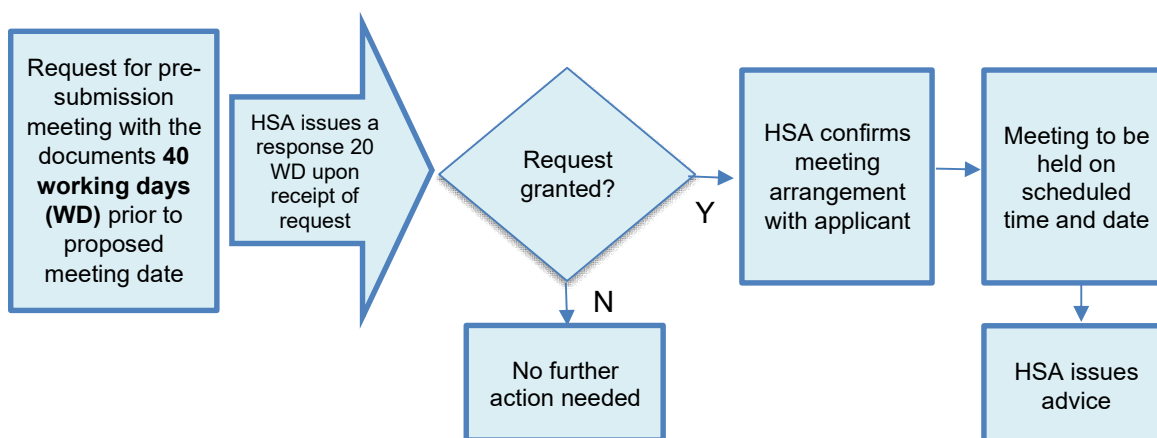 Request for pre-
submission
meeting with the
documents 40
working days
(WD) prior to
proposed
meeting date
HSA issues a
response 20
WD upon
receipt of
request
Request
granted?
Y
N
HSA confirms
meeting
arrangement
with applicant
Meeting to be
held on
scheduled
time and date
No further
action needed
HSA issues
advice